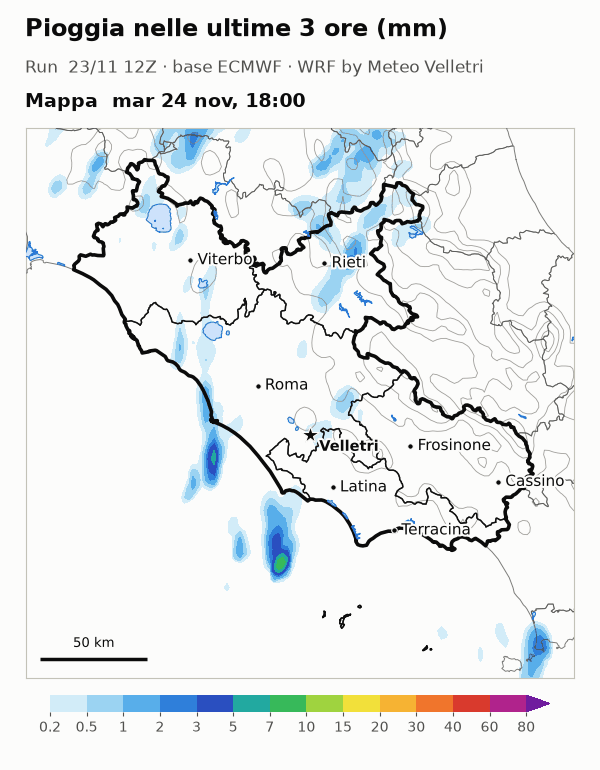 Pioggia nelle ultime 3 ore (mm)
Run  23/11 12Z · base ECMWF · WRF by Meteo Velletri
Mappa  mar 24 nov, 18:00
Viterbo
Rieti
Roma
Velletri
Frosinone
Latina
Cassino
Terracina
50 km
0.2 0.5 1 2 3 5 7 10 15 20 30 40 60 80